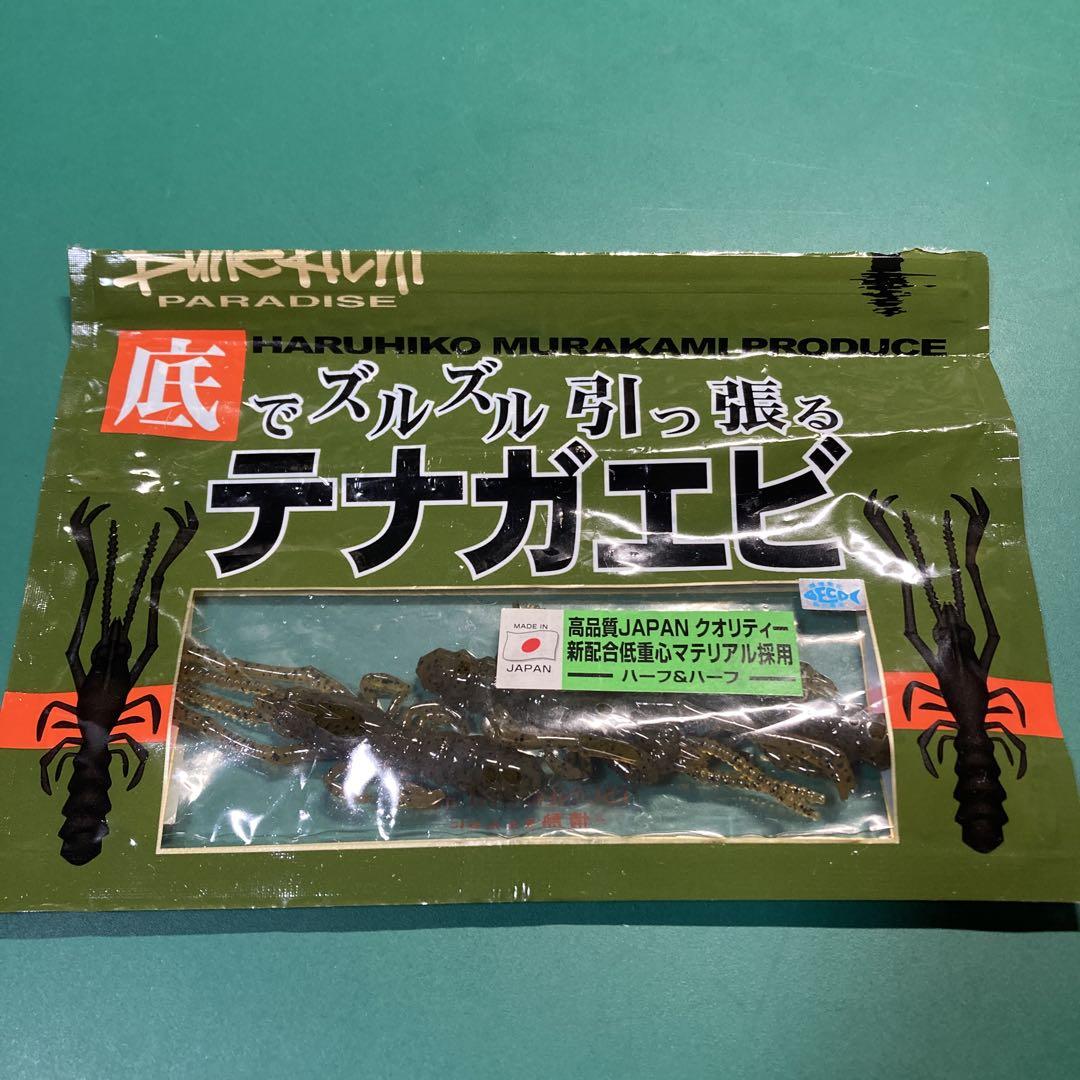 PARADISE
HARUHIKO MURAKAMI PRODUCE
底でズルズル引っ張る
テナガエビ
MADE IN
JAPAN
高品質JAPAN クオリティー
新配合低重心マテリアル採用
ハーフ&ハーフ